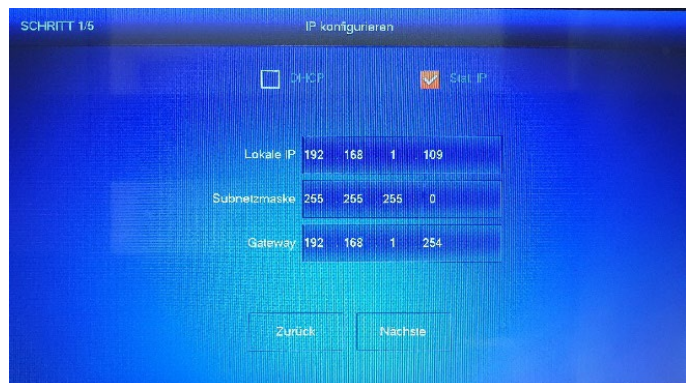 SCHRITT 1/5
IP konfigurieren
DHCP
Stat. IP
Lokale IP 192 . 168 . 1 . 109
Subnetzmaske 255 255 255 0
Gateway 192 . 168 . 1 . 254
Zurück
Nächste